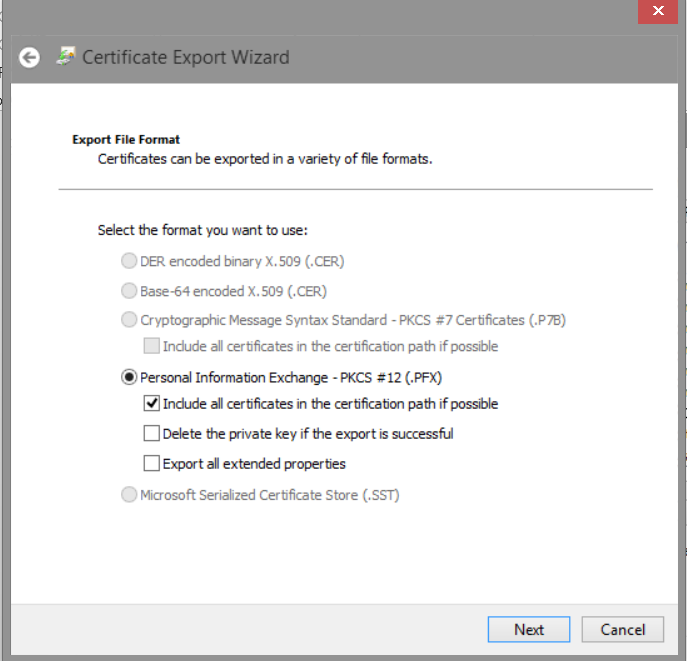 Certificate Export Wizard
Export File Format
Certificates can be exported in a variety of file formats.
Select the format you want to use:
DER encoded binary X.509 (.CER)
Base-64 encoded X.509 (.CER)
Cryptographic Message Syntax Standard - PKCS #7 Certificates (.P7B)
Include all certificates in the certification path if possible
Personal Information Exchange - PKCS #12 (.PFX)
Include all certificates in the certification path if possible
Delete the private key if the export is successful
Export all extended properties
Microsoft Serialized Certificate Store (.SST)
Next Cancel